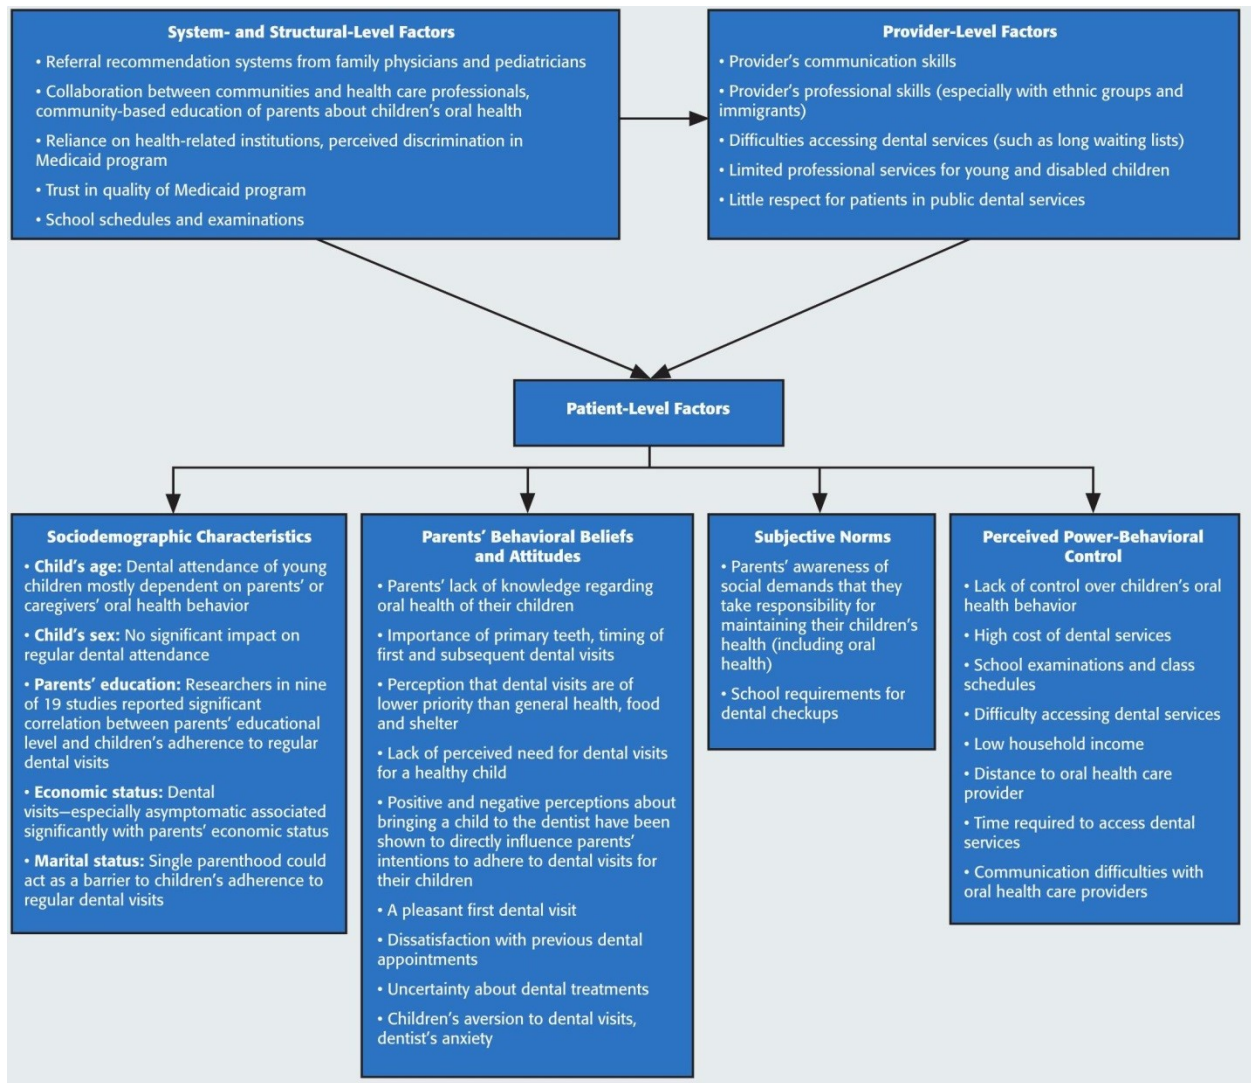 System- and Structural-Level Factors
• Referral recommendation systems from family physicians and pediatricians
• Collaboration between communities and health care professionals,
community-based education of parents about children's oral health
• Reliance on health-related institutions, perceived discrimination in
Medicaid program
• Trust in quality of Medicaid program
• School schedules and examinations
Provider-Level Factors
• Provider's communication skills
• Provider's professional skills (especially with ethnic groups and
immigrants)
• Difficulties accessing dental services (such as long waiting lists)
• Limited professional services for young and disabled children
• Little respect for patients in public dental services
Patient-Level Factors
Sociodemographic Characteristics
• Child's age: Dental attendance of young
children mostly dependent on parents' or
caregivers' oral health behavior
• Child's sex: No significant impact on
regular dental attendance
• Parents' education: Researchers in nine
of 19 studies reported significant
correlation between parents' educational
level and children's adherence to regular
dental visits
• Economic status: Dental
visits—especially asymptomatic associated
significantly with parents' economic status
• Marital status: Single parenthood could
act as a barrier to children's adherence to
regular dental visits
Parents' Behavioral Beliefs
and Attitudes
• Parents' lack of knowledge regarding
oral health of their children
• Importance of primary teeth, timing of
first and subsequent dental visits
• Perception that dental visits are of
lower priority than general health, food
and shelter
• Lack of perceived need for dental visits
for a healthy child
• Positive and negative perceptions about
bringing a child to the dentist have been
shown to directly influence parents'
intentions to adhere to dental visits for
their children
• A pleasant first dental visit
• Dissatisfaction with previous dental
appointments
• Uncertainty about dental treatments
• Children's aversion to dental visits,
dentist's anxiety
Subjective Norms
• Parents' awareness of
social demands that they
take responsibility for
maintaining their children's
health (including oral
health)
• School requirements for
dental checkups
Perceived Power-Behavioral
Control
• Lack of control over children's oral
health behavior
• High cost of dental services
• School examinations and class
schedules
• Difficulty accessing dental services
• Low household income
• Distance to oral health care
provider
• Time required to access dental
services
• Communication difficulties with
oral health care providers